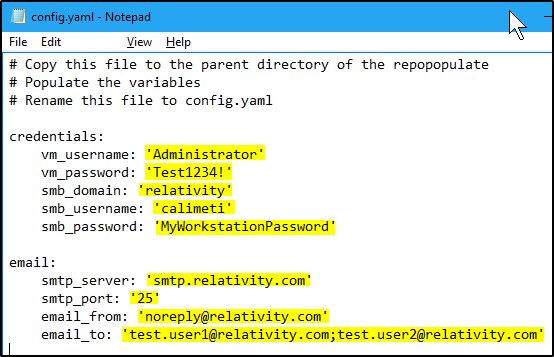 config.yaml - Notepad
File Edit View Help
# Copy this file to the parent directory of the repopopulate
# Populate the variables
# Rename this file to config.yaml
credentials:
    vm_username: 'Administrator'
    vm_password: 'Test1234!'
    smb_domain: 'relativity'
    smb_username: 'calimeti'
    smb_password: 'MyWorkstationPassword'
email:
    smtp_server: 'smtp.relativity.com'
    smtp_port: '25'
    email_from: 'noreply@relativity.com'
    email_to: 'test.user1@relativity.com;test.user2@relativity.com'